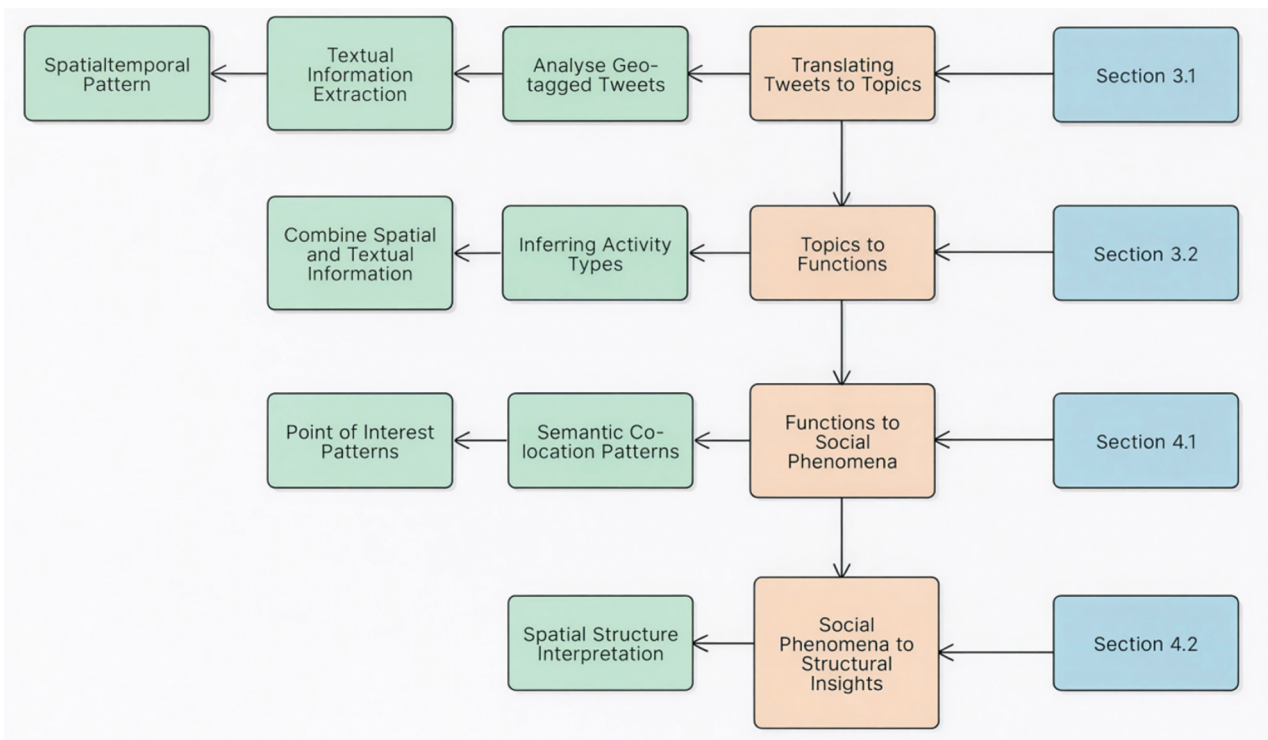 Spatialtemporal
Pattern
Textual
Information
Extraction
Analyse Geo-
tagged Tweets
Translating
Tweets to Topics
Section 3.1
Combine Spatial
and Textual
Information
Inferring Activity
Types
Topics to
Functions
Section 3.2
Point of Interest
Patterns
Semantic Co-
location Patterns
Functions to
Social
Phenomena
Section 4.1
Spatial Structure
Interpretation
Social
Phenomena to
Structural
Insights
Section 4.2